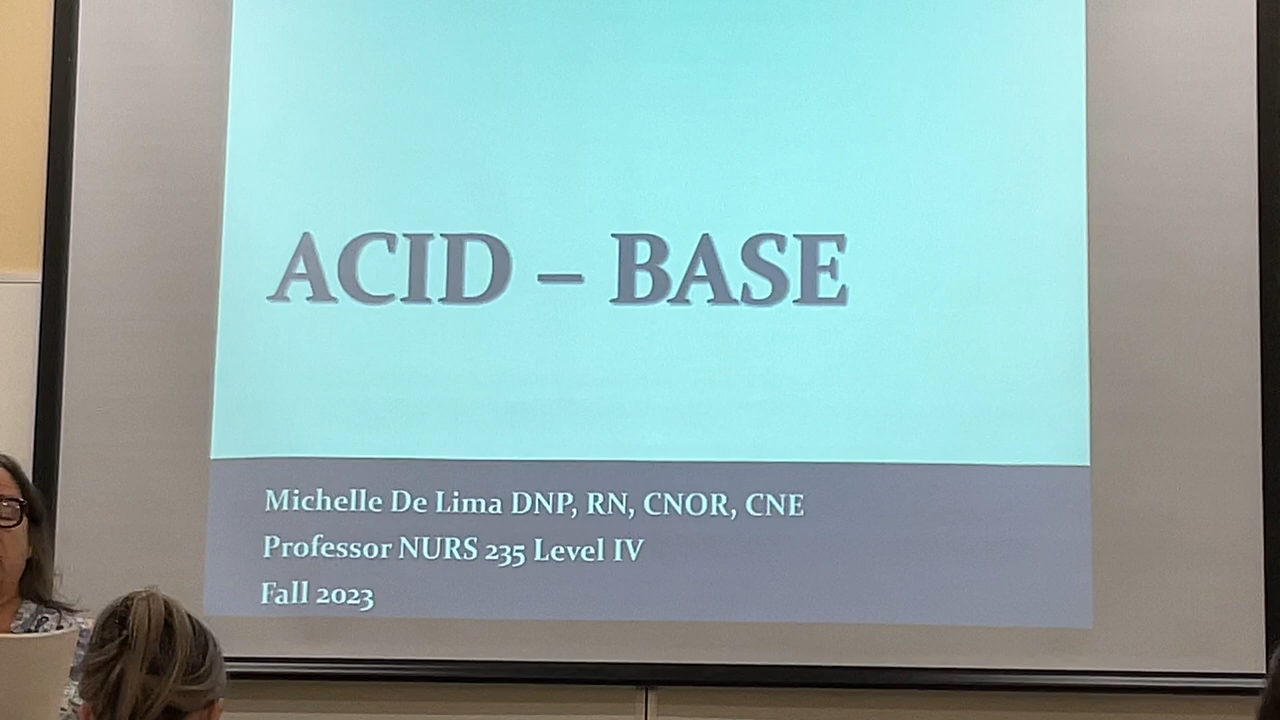 ACID – BASE
Michelle De Lima DNP, RN, CNOR, CNE
Professor NURS 235 Level IV
Fall 2023